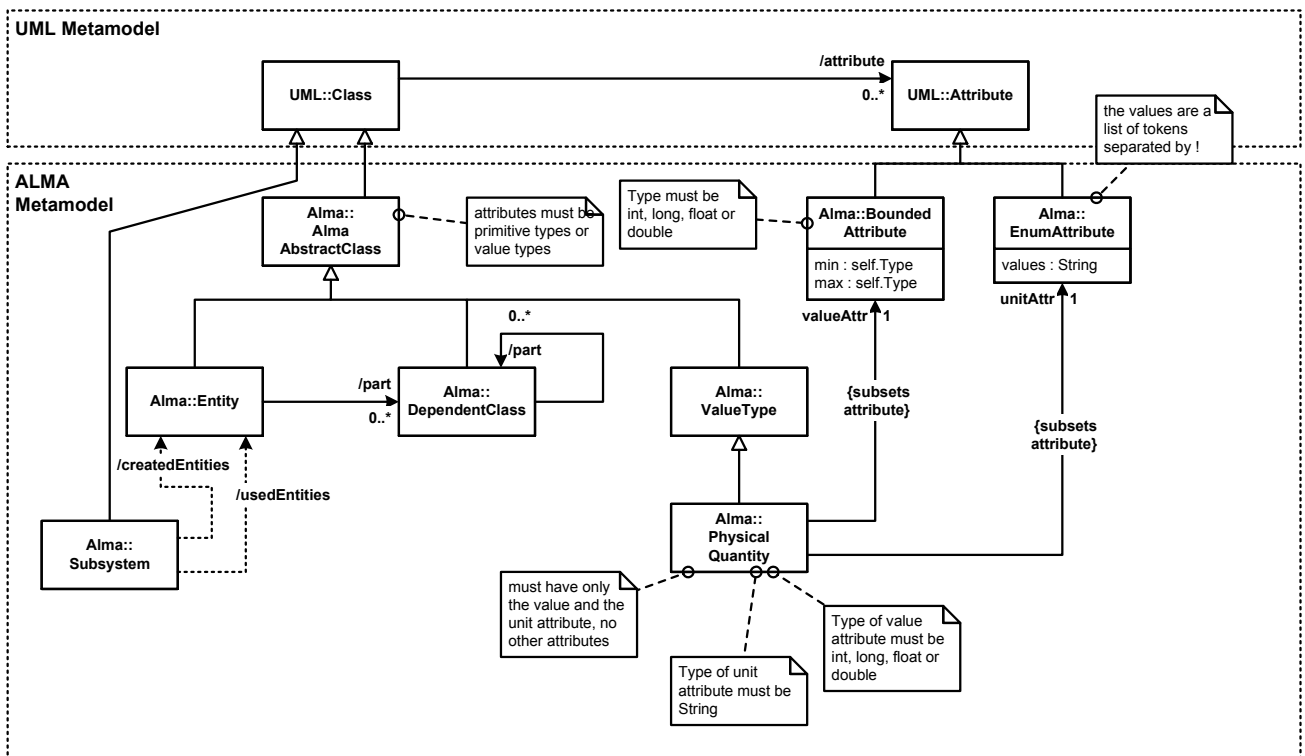 UML Metamodel
/attribute
UML::Class
UML::Attribute
0..*
the values are a
list of tokens
separated by !
ALMA
Metamodel
Alma::
Alma
AbstractClass
attributes must be
primitive types or
value types
Type must be
int, long, float or
double
Alma::Bounded
Attribute
min : self.Type
max : self.Type
Alma::
EnumAttribute
values : String
valueAttr
1
unitAttr
1
0..*
/part
Alma::Entity
/part
0..*
Alma::
DependentClass
Alma::
ValueType
{subsets
attribute}
{subsets
attribute}
/createdEntities
/usedEntities
Alma::
Subsystem
Alma::
Physical
Quantity
must have only
the value and the
unit attribute, no
other attributes
Type of unit
attribute must be
String
Type of value
attribute must be
int, long, float or
double